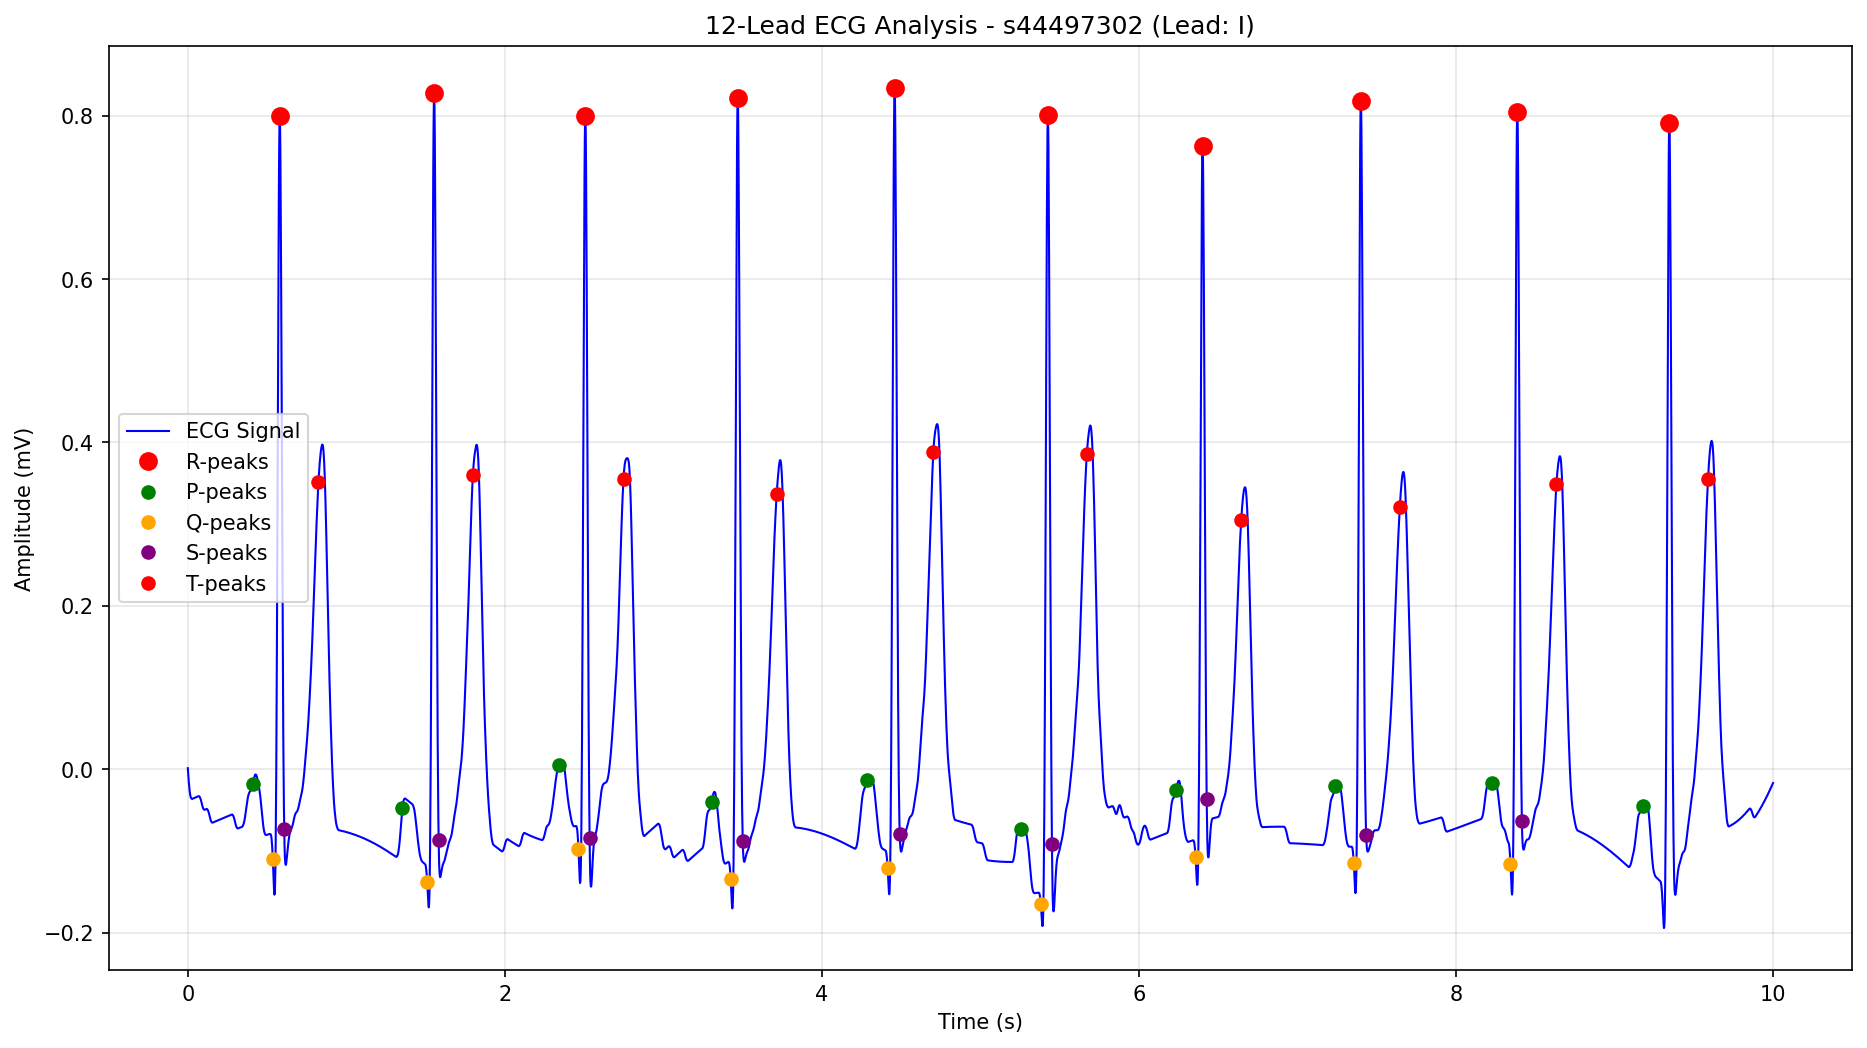 12-Lead ECG Analysis - s44497302 (Lead: I)
Amplitude (mV)
0.8
0.6
0.4
0.2
0.0
−0.2
ECG Signal
R-peaks
P-peaks
Q-peaks
S-peaks
T-peaks
0 2 4 6 8 10
Time (s)